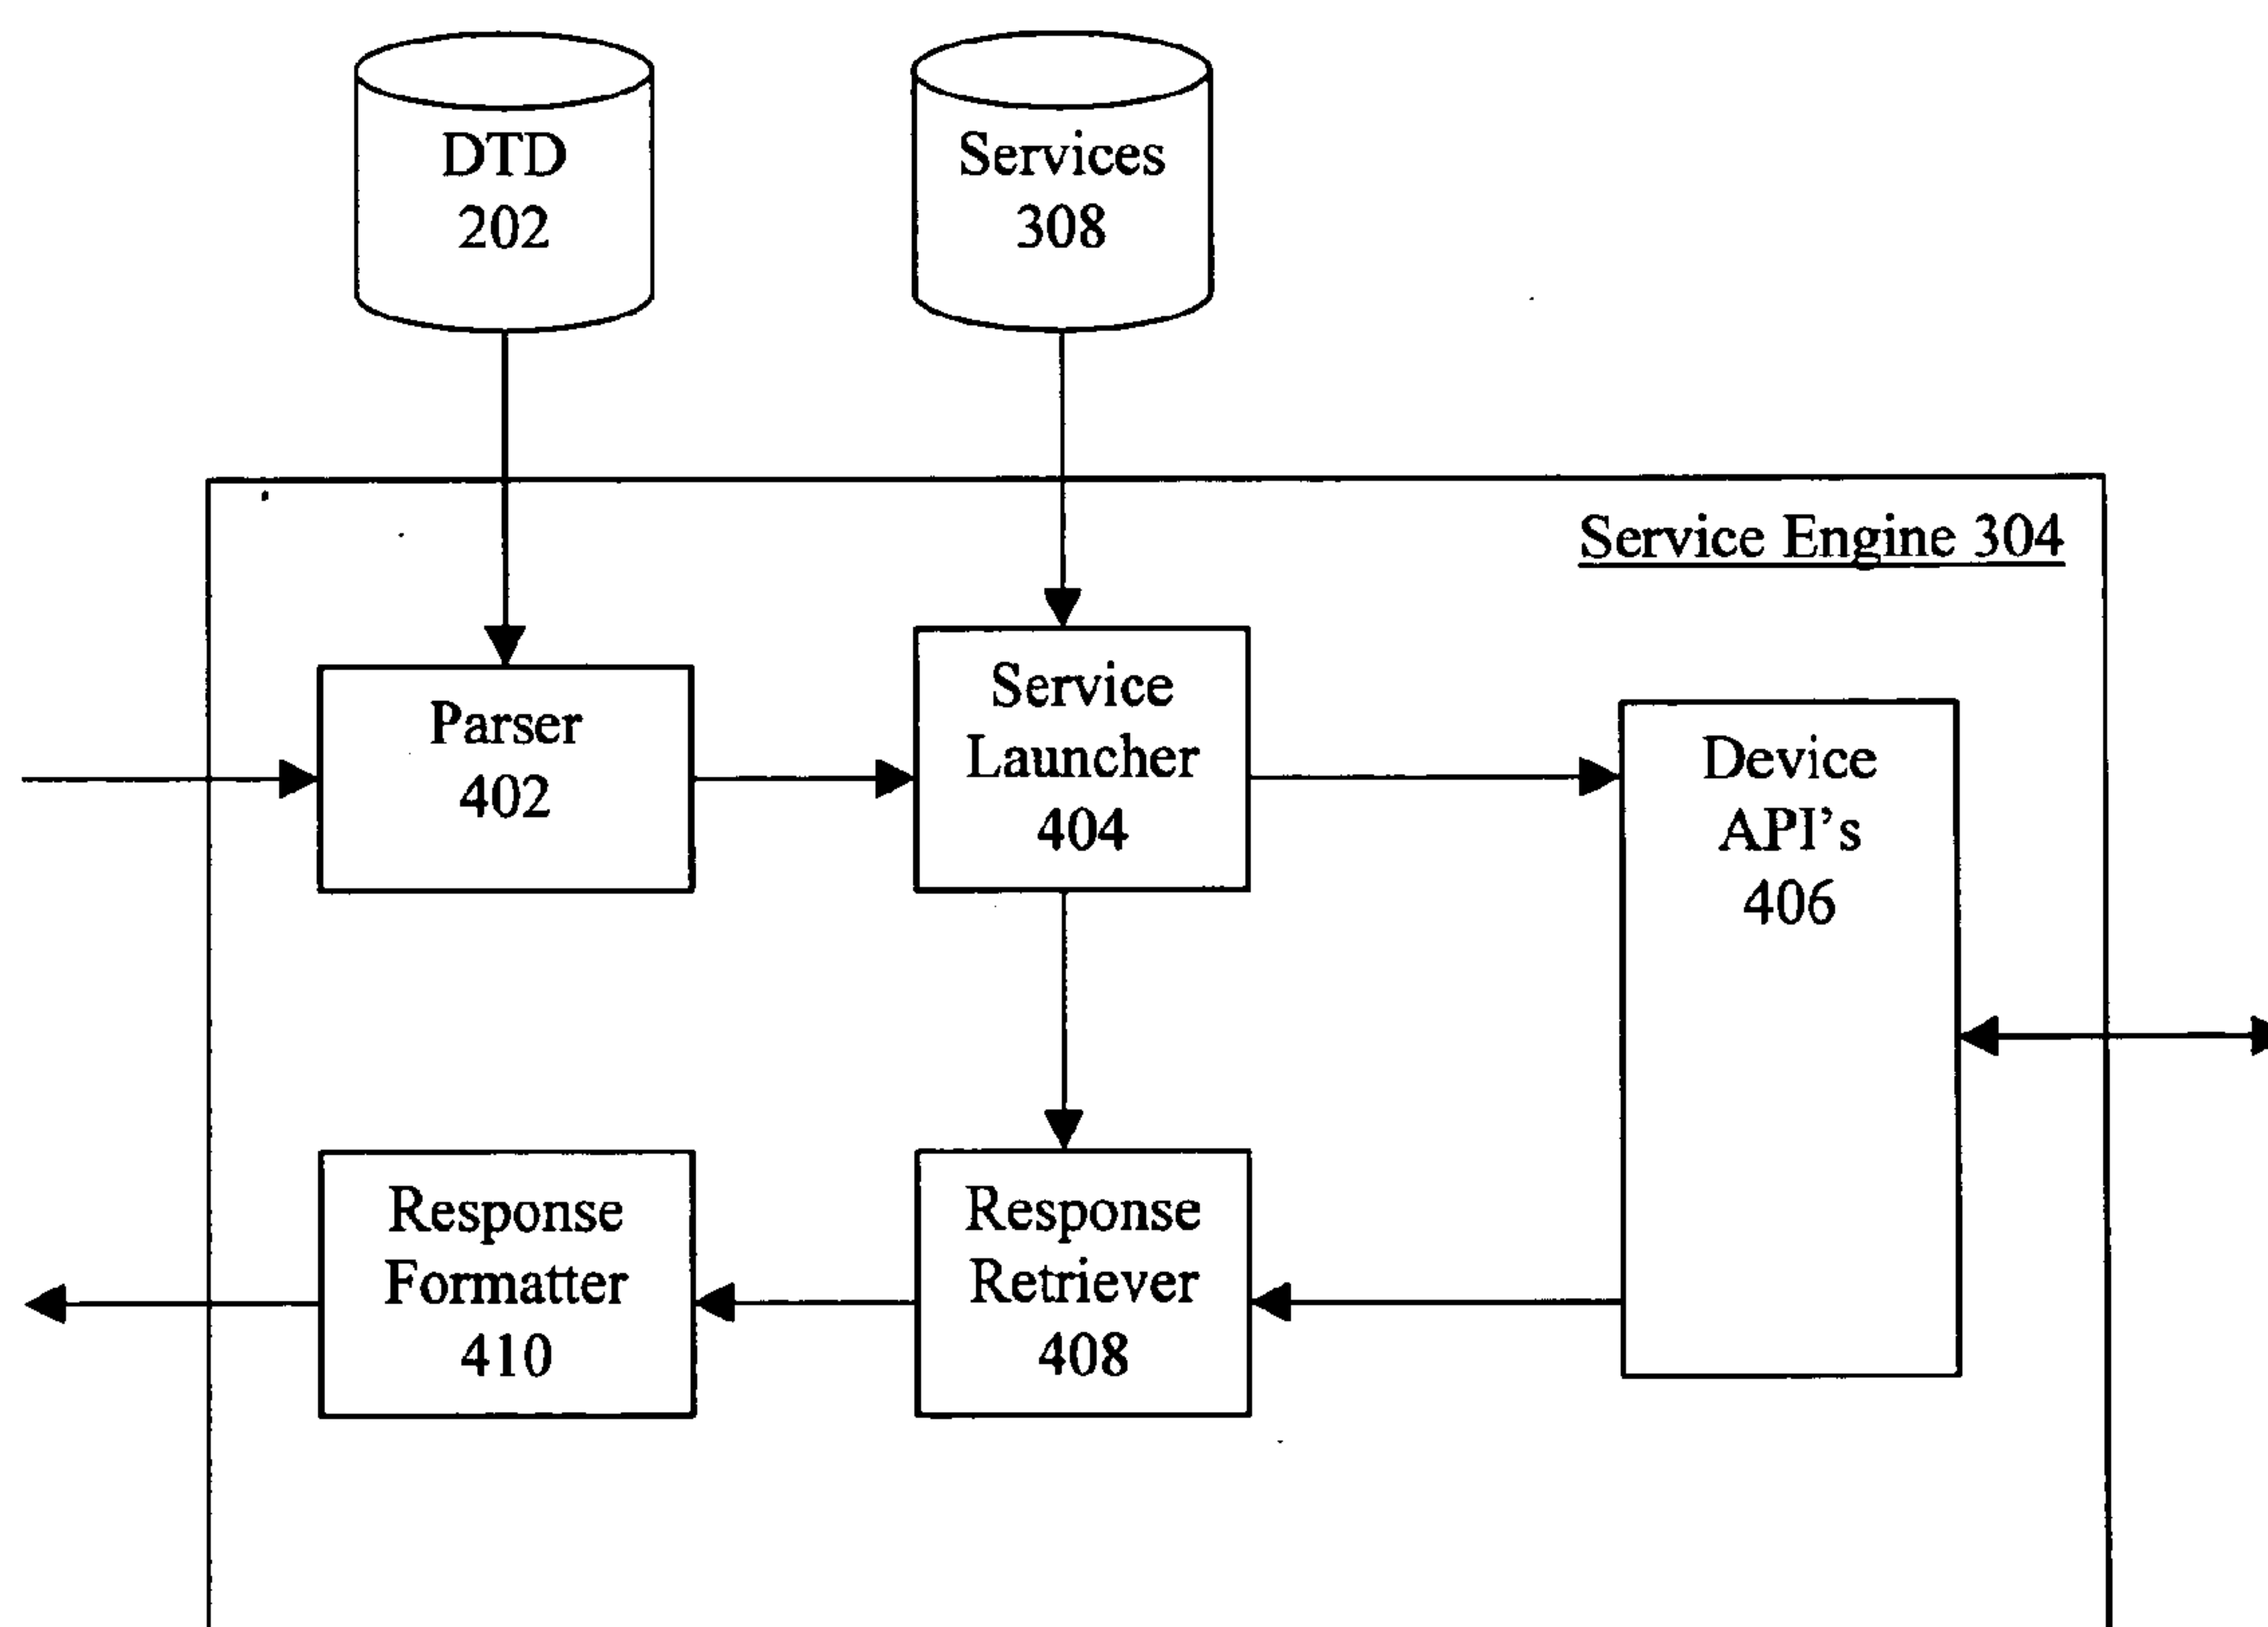 DTD
202
Services
308
Service Engine 304
Parser
402
Service
Launcher
404
Device
API's
406
Response
Formatter
410
Response
Retriever
408